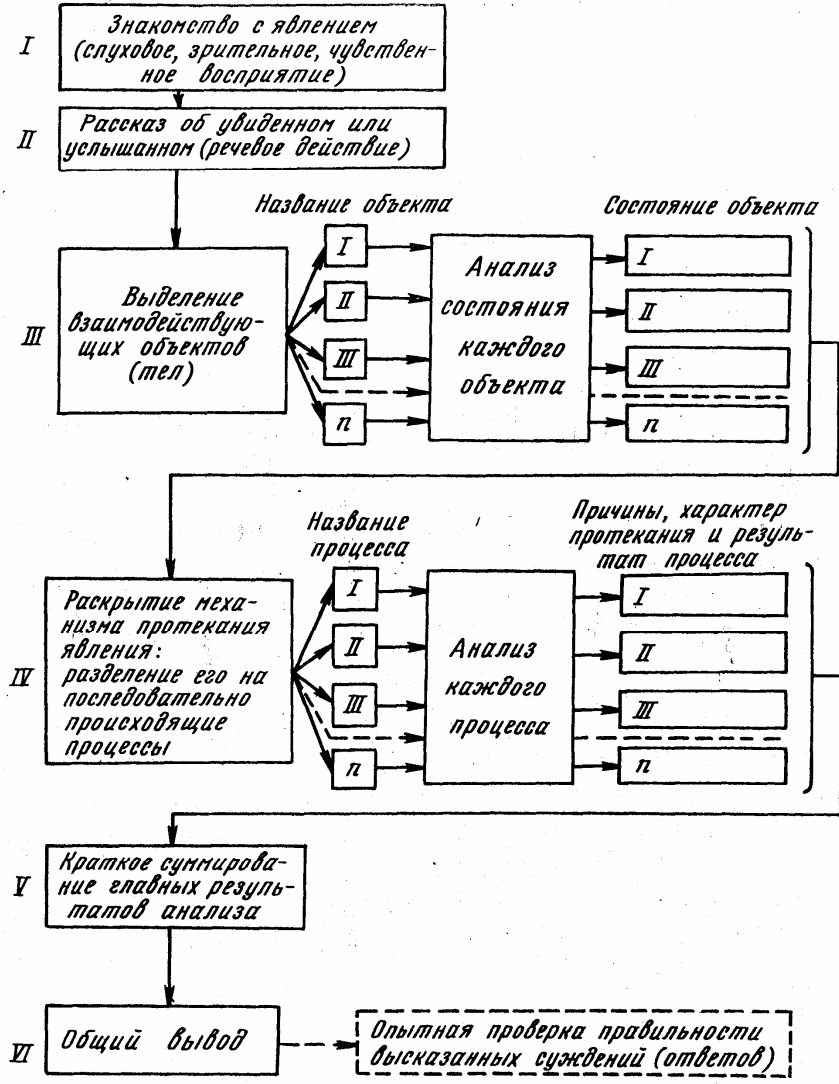 I
Знакомство с явлением
(слуховое, зрительное, чувствен-
ное восприятие)
II
Рассказ об увиденном или
услышанном (речевое действие)
Название объекта
Состояние объекта
III
Выделение
взаимодействую-
щих объектов
(тел)
I
II
III
n
Анализ
состояния
каждого
объекта
I
II
III
n
Название
процесса
Причины, характер
протекания и резуль-
тат процесса
IV
Раскрытие меха-
низма протекания
явления:
разделение его на
последовательно
происходящие
процессы
I
II
III
n
Анализ
каждого
процесса
I
II
III
n
V
Краткое суммирова-
ние главных резуль-
татов анализа
VI
Общий вывод
Опытная проверка правильности
высказанных суждений (ответов)